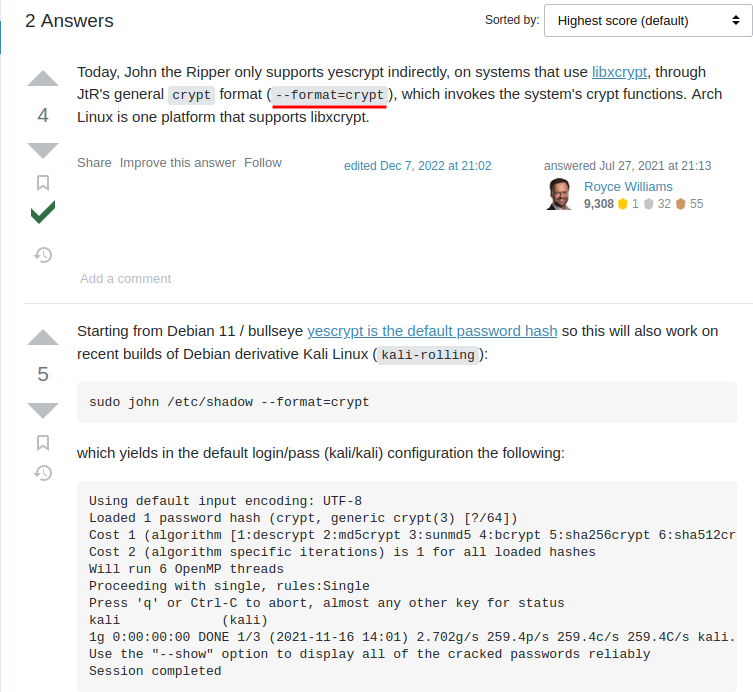 2 Answers
Sorted by:
Highest score (default)
Today, John the Ripper only supports yescrypt indirectly, on systems that use libxcrypt, through
JtR's general crypt format (--format=crypt), which invokes the system's crypt functions. Arch
Linux is one platform that supports libxcrypt.
4
Share Improve this answer Follow
edited Dec 7, 2022 at 21:02
answered Jul 27, 2021 at 21:13
Royce Williams
9,308 1 32 55
Add a comment
Starting from Debian 11 / bullseye yescrypt is the default password hash so this will also work on
recent builds of Debian derivative Kali Linux (kali-rolling):
5
sudo john /etc/shadow --format=crypt
which yields in the default login/pass (kali/kali) configuration the following:
Using default input encoding: UTF-8
Loaded 1 password hash (crypt, generic crypt(3) [?/64])
Cost 1 (algorithm [1:descrypt 2:md5crypt 3:sunmd5 4:bcrypt 5:sha256crypt 6:sha512cr
Cost 2 (algorithm specific iterations) is 1 for all loaded hashes
Will run 6 OpenMP threads
Proceeding with single, rules:Single
Press 'q' or Ctrl-C to abort, almost any other key for status
kali             (kali)
1g 0:00:00:00 DONE 1/3 (2021-11-16 14:01) 2.702g/s 259.4p/s 259.4c/s 259.4C/s kali.
Use the "--show" option to display all of the cracked passwords reliably
Session completed